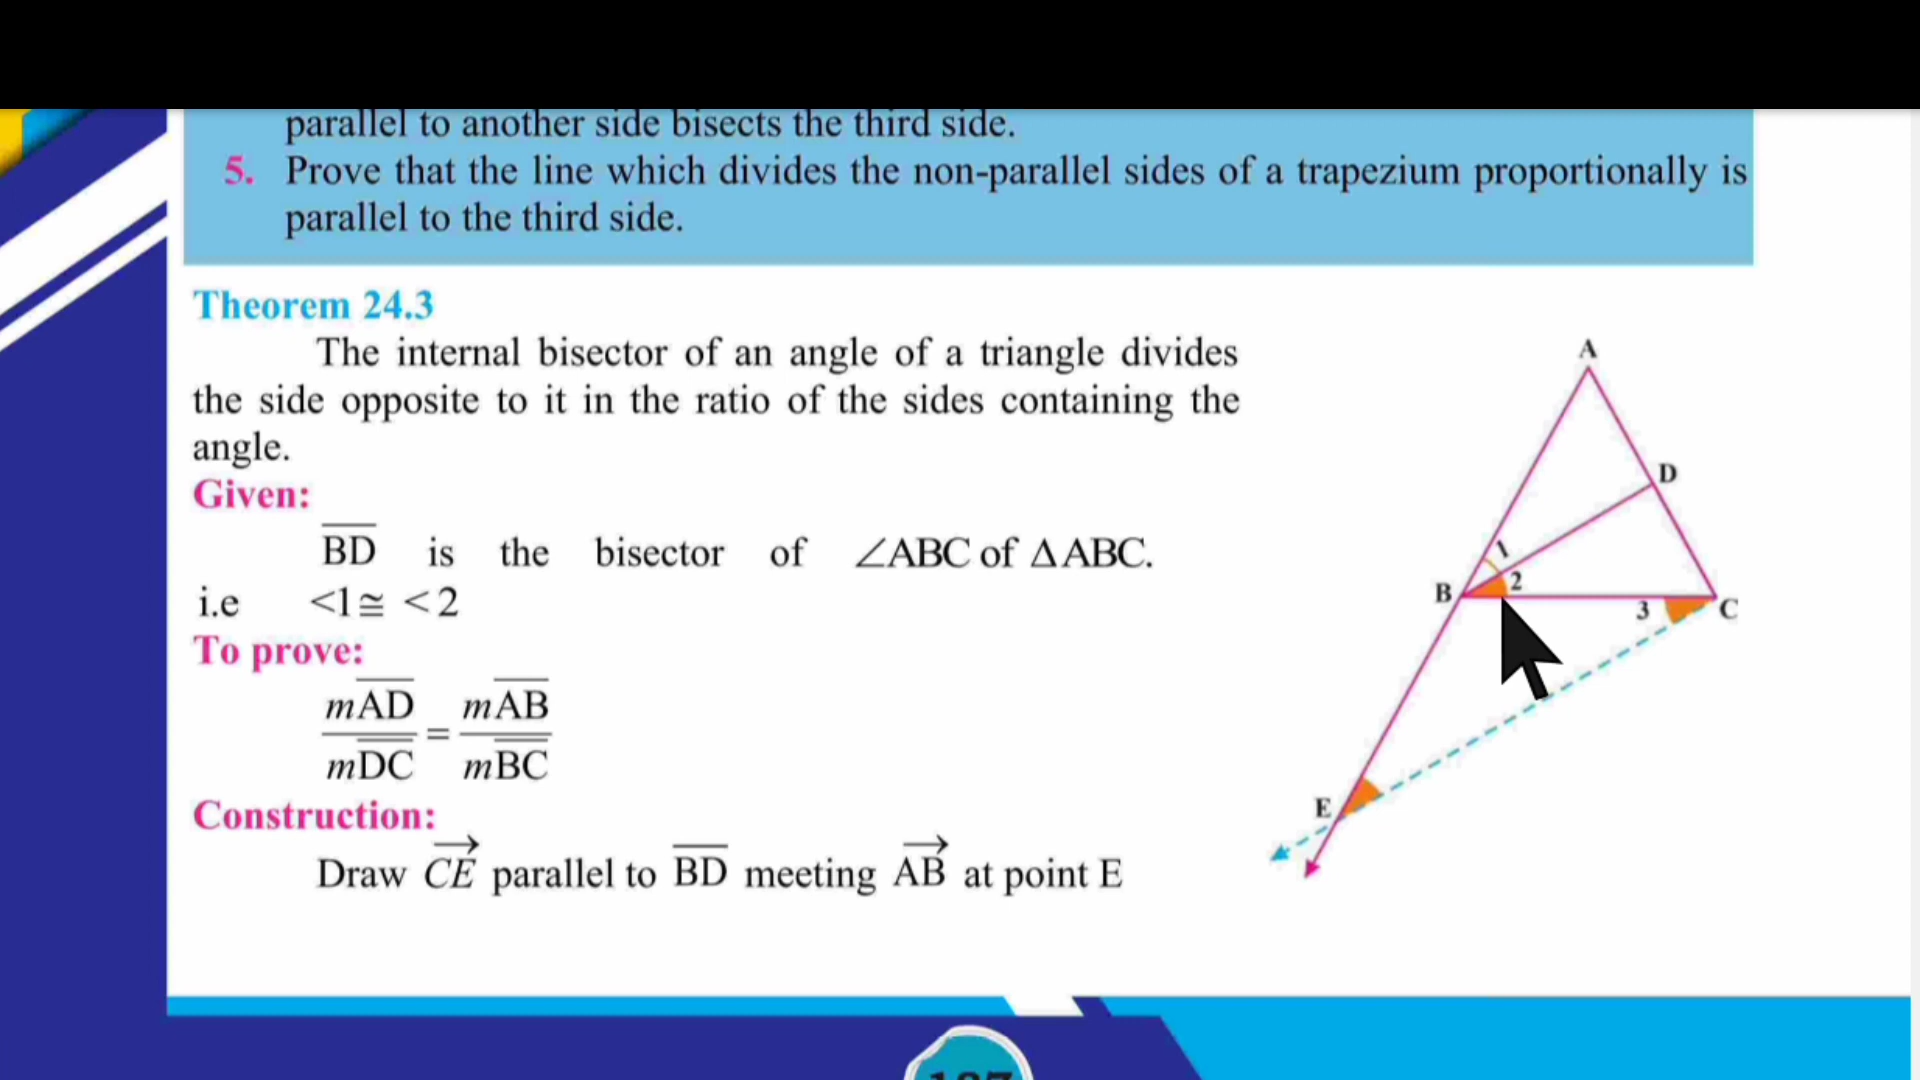 parallel to another side bisects the third side.
5. Prove that the line which divides the non-parallel sides of a trapezium proportionally is
parallel to the third side.
Theorem 24.3
The internal bisector of an angle of a triangle divides
the side opposite to it in the ratio of the sides containing the
angle.
Given:
BD is the bisector of ∠ABC of ΔABC.
i.e <1≅ <2
To prove:
mAD/mDC = mAB/mBC
Construction:
Draw CE parallel to BD meeting AB at point E
A
D
1
2
B
3
C
E